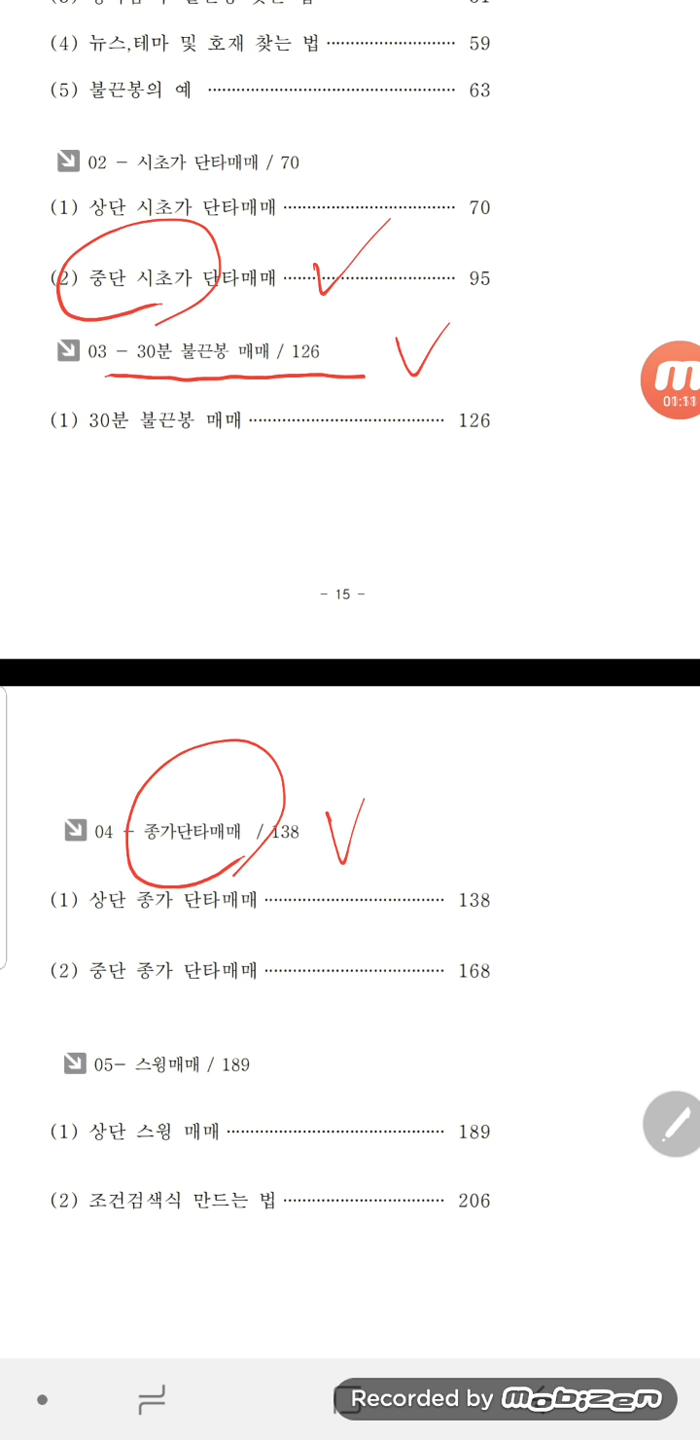 (4) 뉴스,테마 및 호재 찾는 법 ························· 59
(5) 불끈봉의 예 ················································ 63
02 - 시초가 단타매매 / 70
(1) 상단 시초가 단타매매 ································· 70
(2) 중단 시초가 단타매매 ································· 95
03 - 30분 불끈봉 매매 / 126
(1) 30분 불끈봉 매매 ······································ 126
m
01:11
- 15 -
04 - 종가단타매매 / 138
(1) 상단 종가 단타매매 ··································· 138
(2) 중단 종가 단타매매 ··································· 168
05- 스윙매매 / 189
(1) 상단 스윙 매매 ·········································· 189
(2) 조건검색식 만드는 법 ······························· 206
Recorded by mobizen